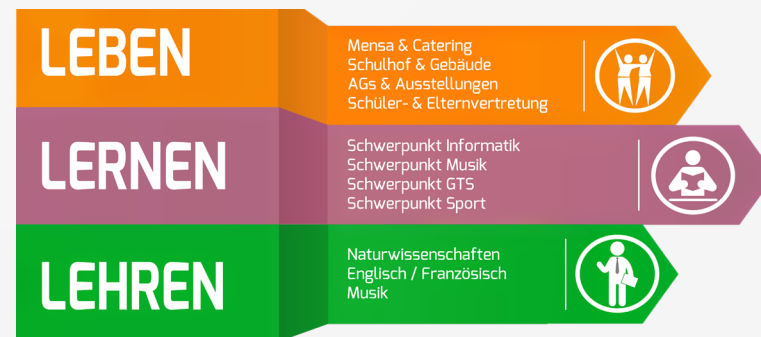 LEBEN
Mensa & Catering
Schulhof & Gebäude
AGs & Ausstellungen
Schüler- & Elternvertretung
LERNEN
Schwerpunkt Informatik
Schwerpunkt Musik
Schwerpunkt GTS
Schwerpunkt Sport
LEHREN
Naturwissenschaften
Englisch / Französisch
Musik